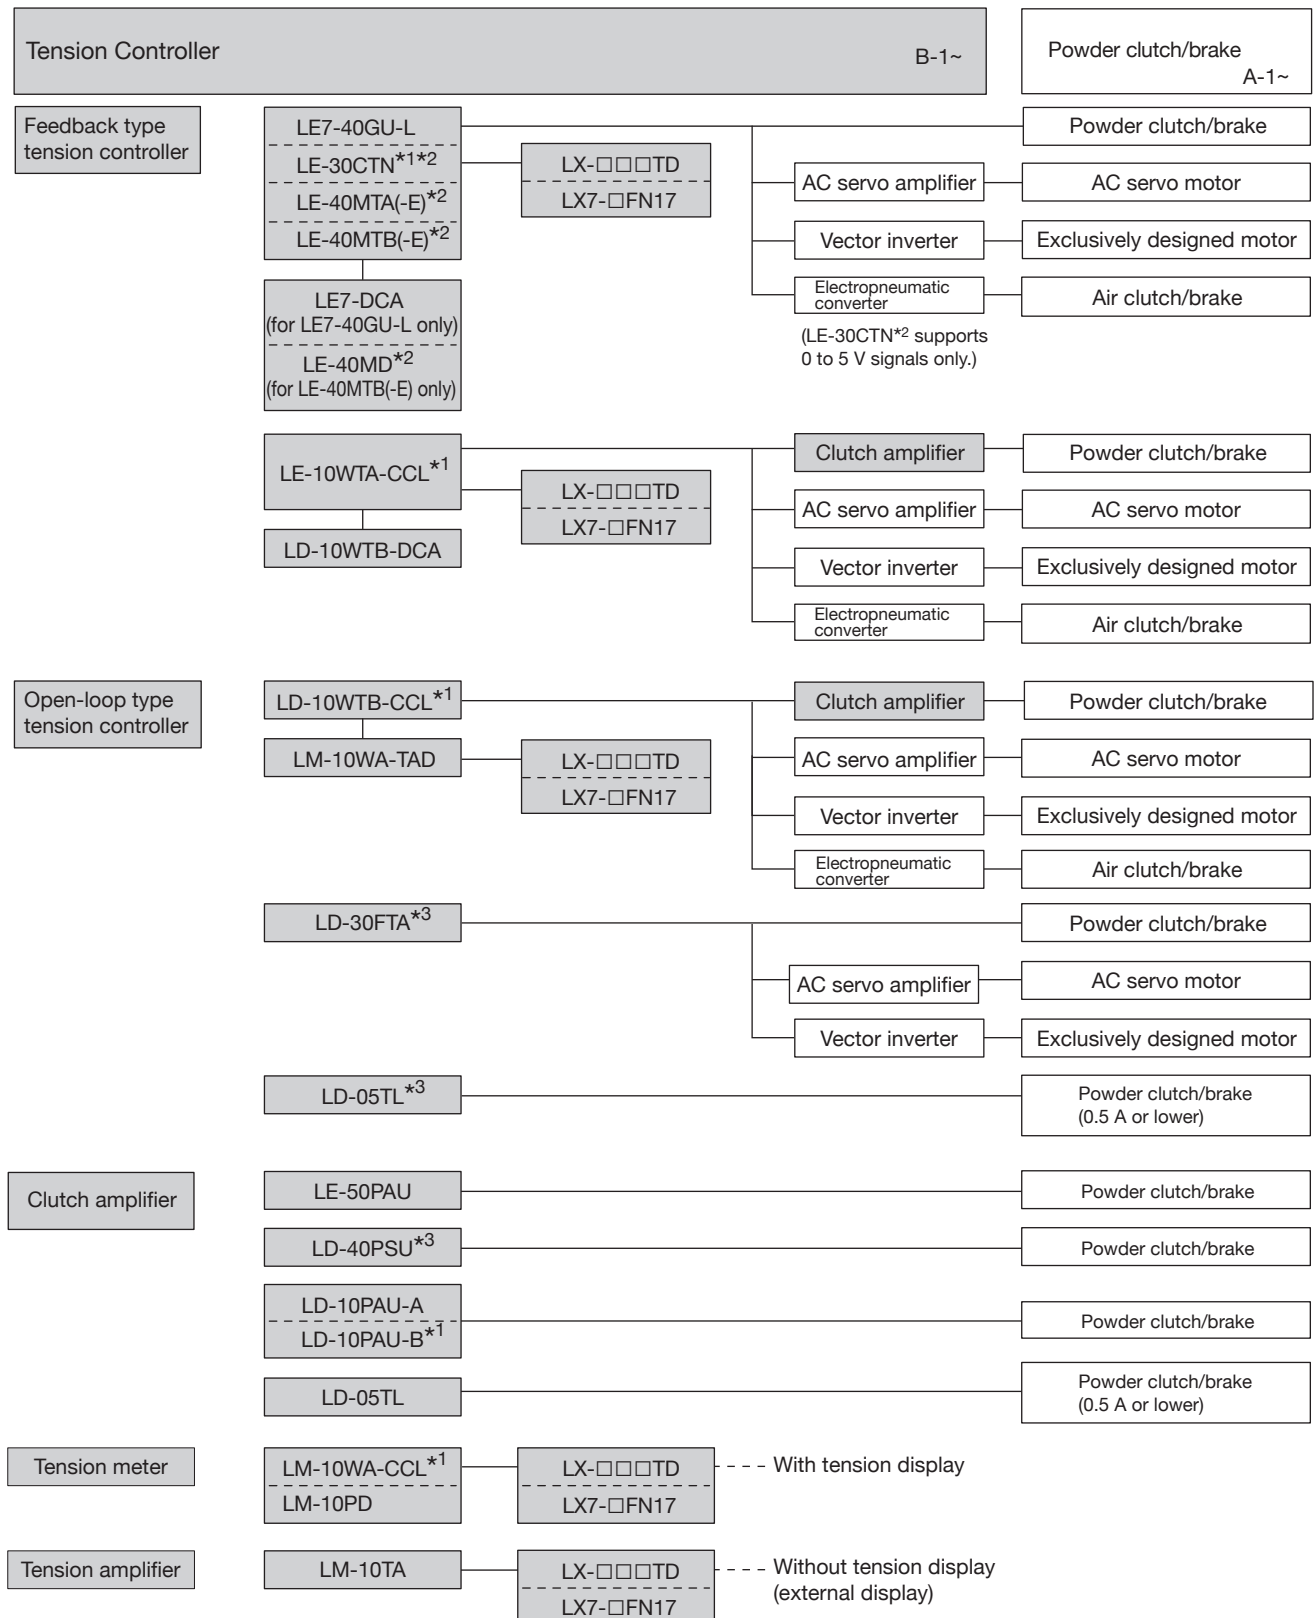 Tension Controller B-1~
Powder clutch/brake
A-1~
Feedback type
tension controller
LE7-40GU-L
LE-30CTN*1*2
LE-40MTA(-E)*2
LE-40MTB(-E)*2
LX-□□□TD
LX7-□FN17
Powder clutch/brake
AC servo amplifier
AC servo motor
Vector inverter
Exclusively designed motor
Electropneumatic
converter
Air clutch/brake
(LE-30CTN*2 supports
0 to 5 V signals only.)
LE7-DCA
(for LE7-40GU-L only)
LE-40MD*2
(for LE-40MTB(-E) only)
LE-10WTA-CCL*1
LD-10WTB-DCA
LX-□□□TD
LX7-□FN17
Clutch amplifier
Powder clutch/brake
AC servo amplifier
AC servo motor
Vector inverter
Exclusively designed motor
Electropneumatic
converter
Air clutch/brake
Open-loop type
tension controller
LD-10WTB-CCL*1
LM-10WA-TAD
LX-□□□TD
LX7-□FN17
Clutch amplifier
Powder clutch/brake
AC servo amplifier
AC servo motor
Vector inverter
Exclusively designed motor
Electropneumatic
converter
Air clutch/brake
LD-30FTA*3
Powder clutch/brake
AC servo amplifier
AC servo motor
Vector inverter
Exclusively designed motor
LD-05TL*3
Powder clutch/brake
(0.5 A or lower)
Clutch amplifier
LE-50PAU
Powder clutch/brake
LD-40PSU*3
Powder clutch/brake
LD-10PAU-A
LD-10PAU-B*1
Powder clutch/brake
LD-05TL
Powder clutch/brake
(0.5 A or lower)
Tension meter
LM-10WA-CCL*1
LM-10PD
LX-□□□TD
LX7-□FN17
With tension display
Tension amplifier
LM-10TA
LX-□□□TD
LX7-□FN17
Without tension display
(external display)